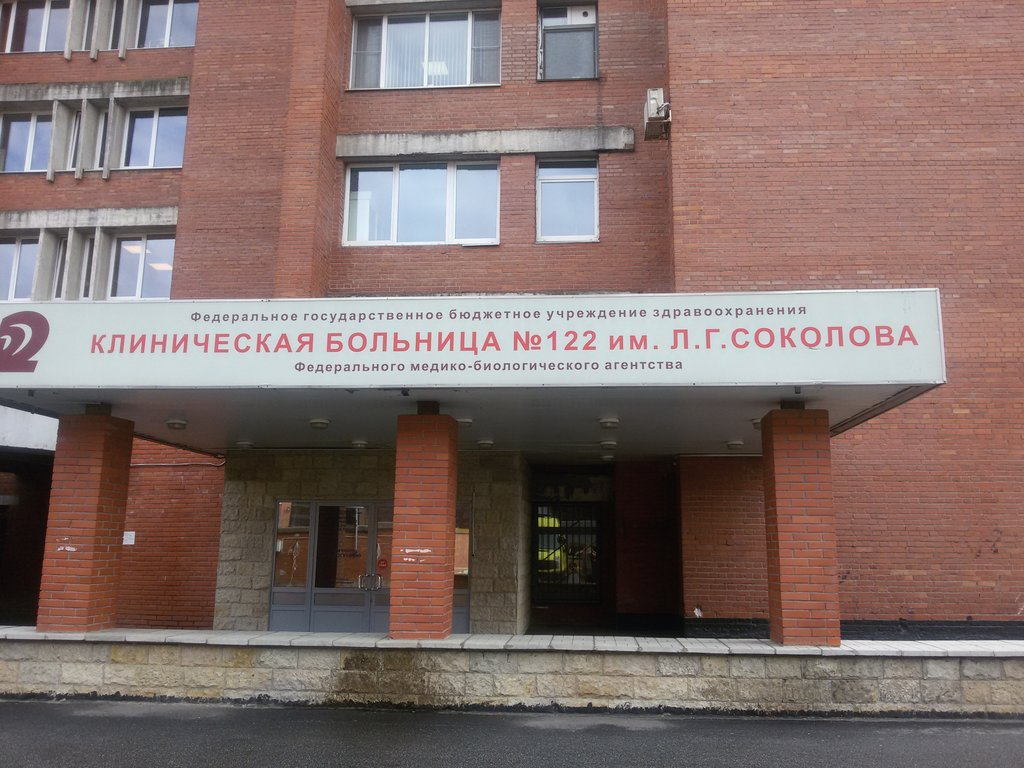 Федеральное государственное бюджетное учреждение здравоохранения
КЛИНИЧЕСКАЯ БОЛЬНИЦА №122 им. Л.Г.СОКОЛОВА
Федерального медико-биологического агентства